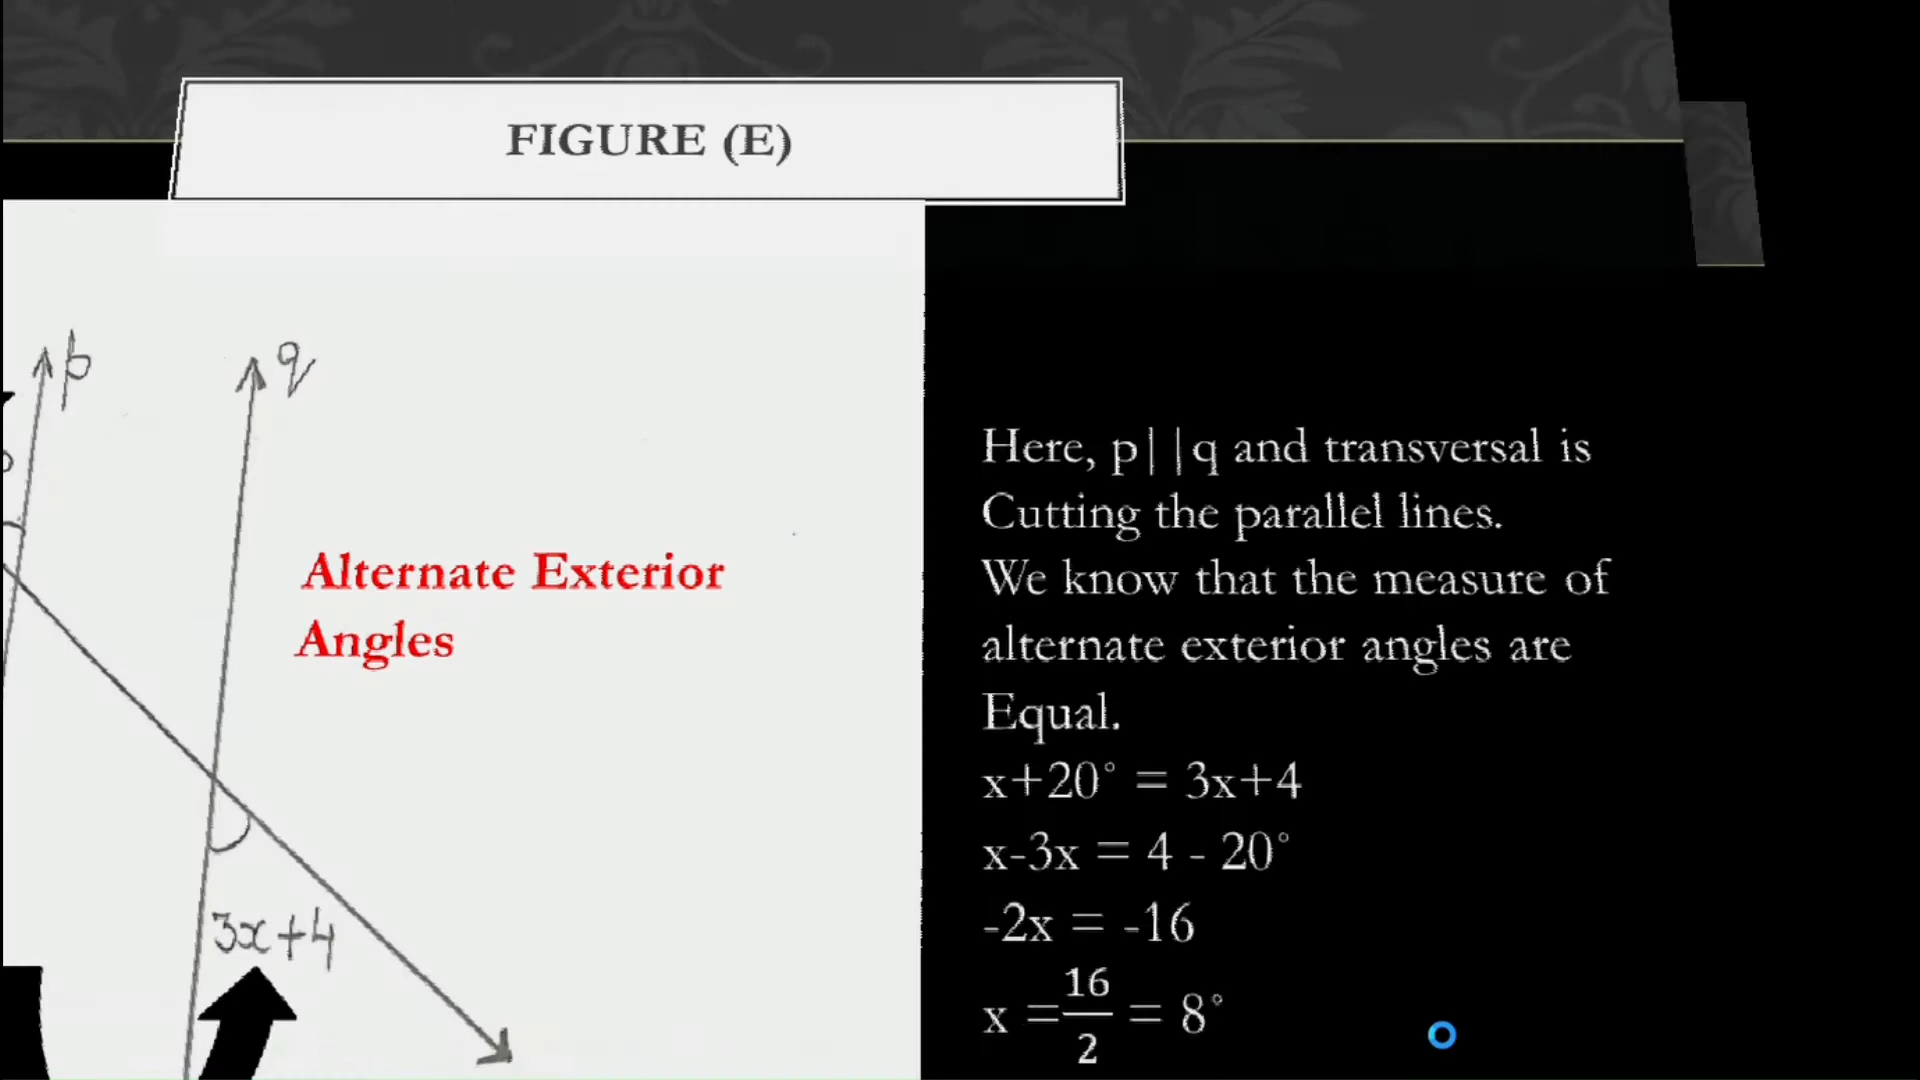 FIGURE (E)
p
q
Alternate Exterior
Angles
3x+4
Here, p||q and transversal is
Cutting the parallel lines.
We know that the measure of
alternate exterior angles are
Equal.
x+20° = 3x+4
x-3x = 4 - 20°
-2x = -16
x = 16/2 = 8°